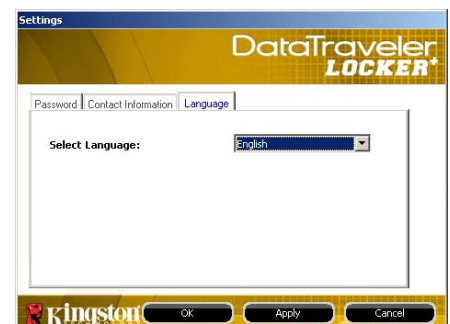 Settings
DataTraveler
LOCKER+
Password Contact Information Language
Select Language: English
Kingston OK Apply Cancel